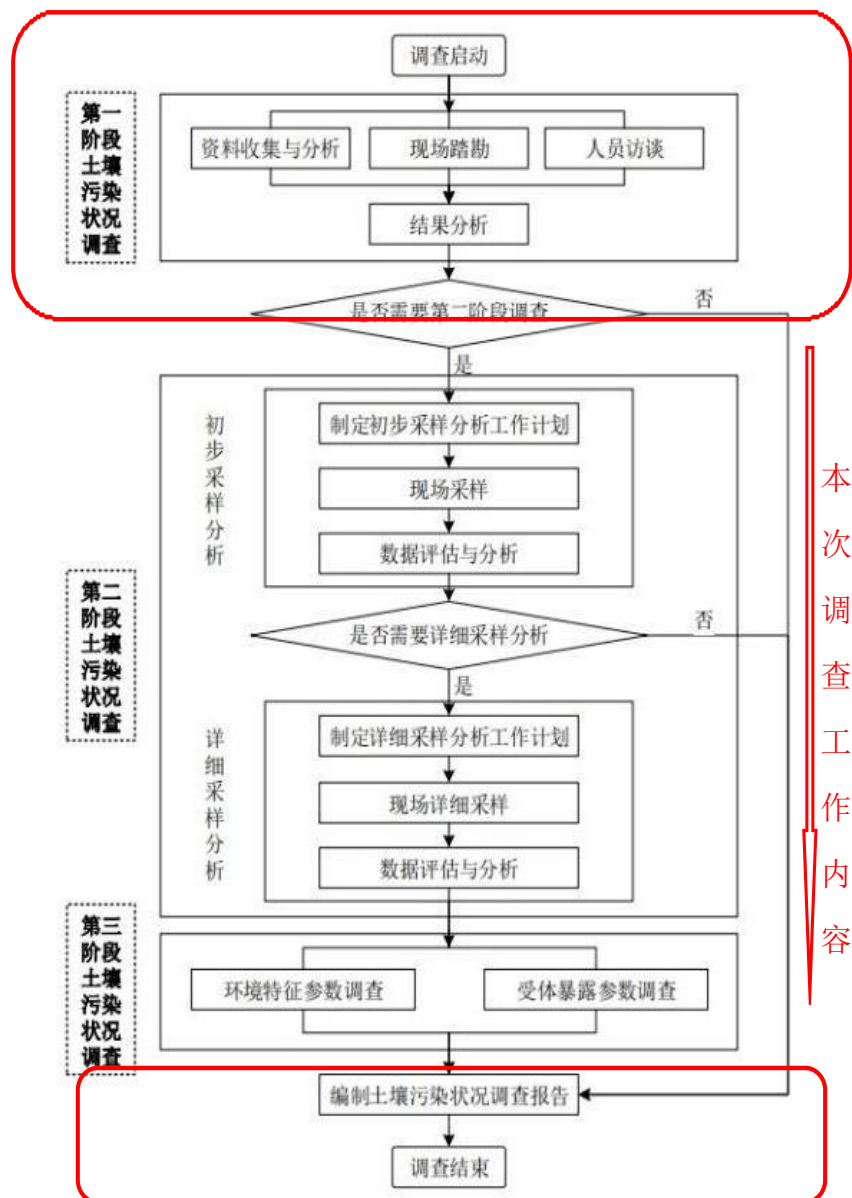 调查启动
第一
阶段
土壤
污染
状况
调查
资料收集与分析
现场踏勘
人员访谈
结果分析
是否需要第二阶段调查
否
是
初步采样分析
制定初步采样分析工作计划
现场采样
数据评估与分析
第二
阶段
土壤
污染
状况
调查
是否需要详细采样分析
否
是
详细采样分析
制定详细采样分析工作计划
现场详细采样
数据评估与分析
本次调查工作内容
第三
阶段
土壤
污染
状况
调查
环境特征参数调查
受体暴露参数调查
编制土壤污染状况调查报告
调查结束